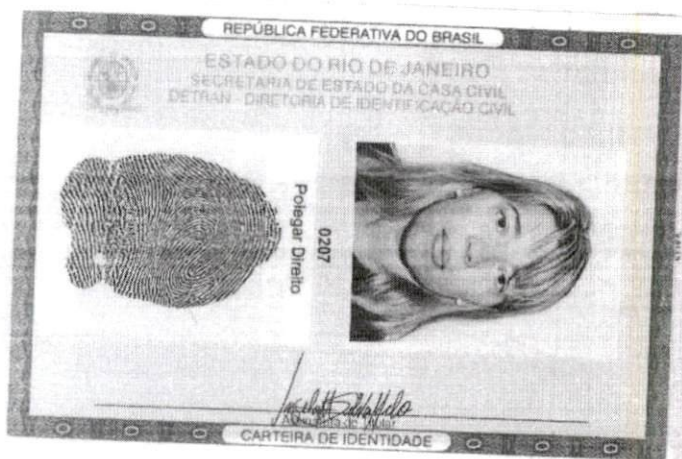 REPÚBLICA FEDERATIVA DO BRASIL
ESTADO DO RIO DE JANEIRO
SECRETARIA DE ESTADO DA CASA CIVIL
DETRAN - DIRETORIA DE IDENTIFICAÇÃO CIVIL
0207
Polegar Direito
CARTEIRA DE IDENTIDADE